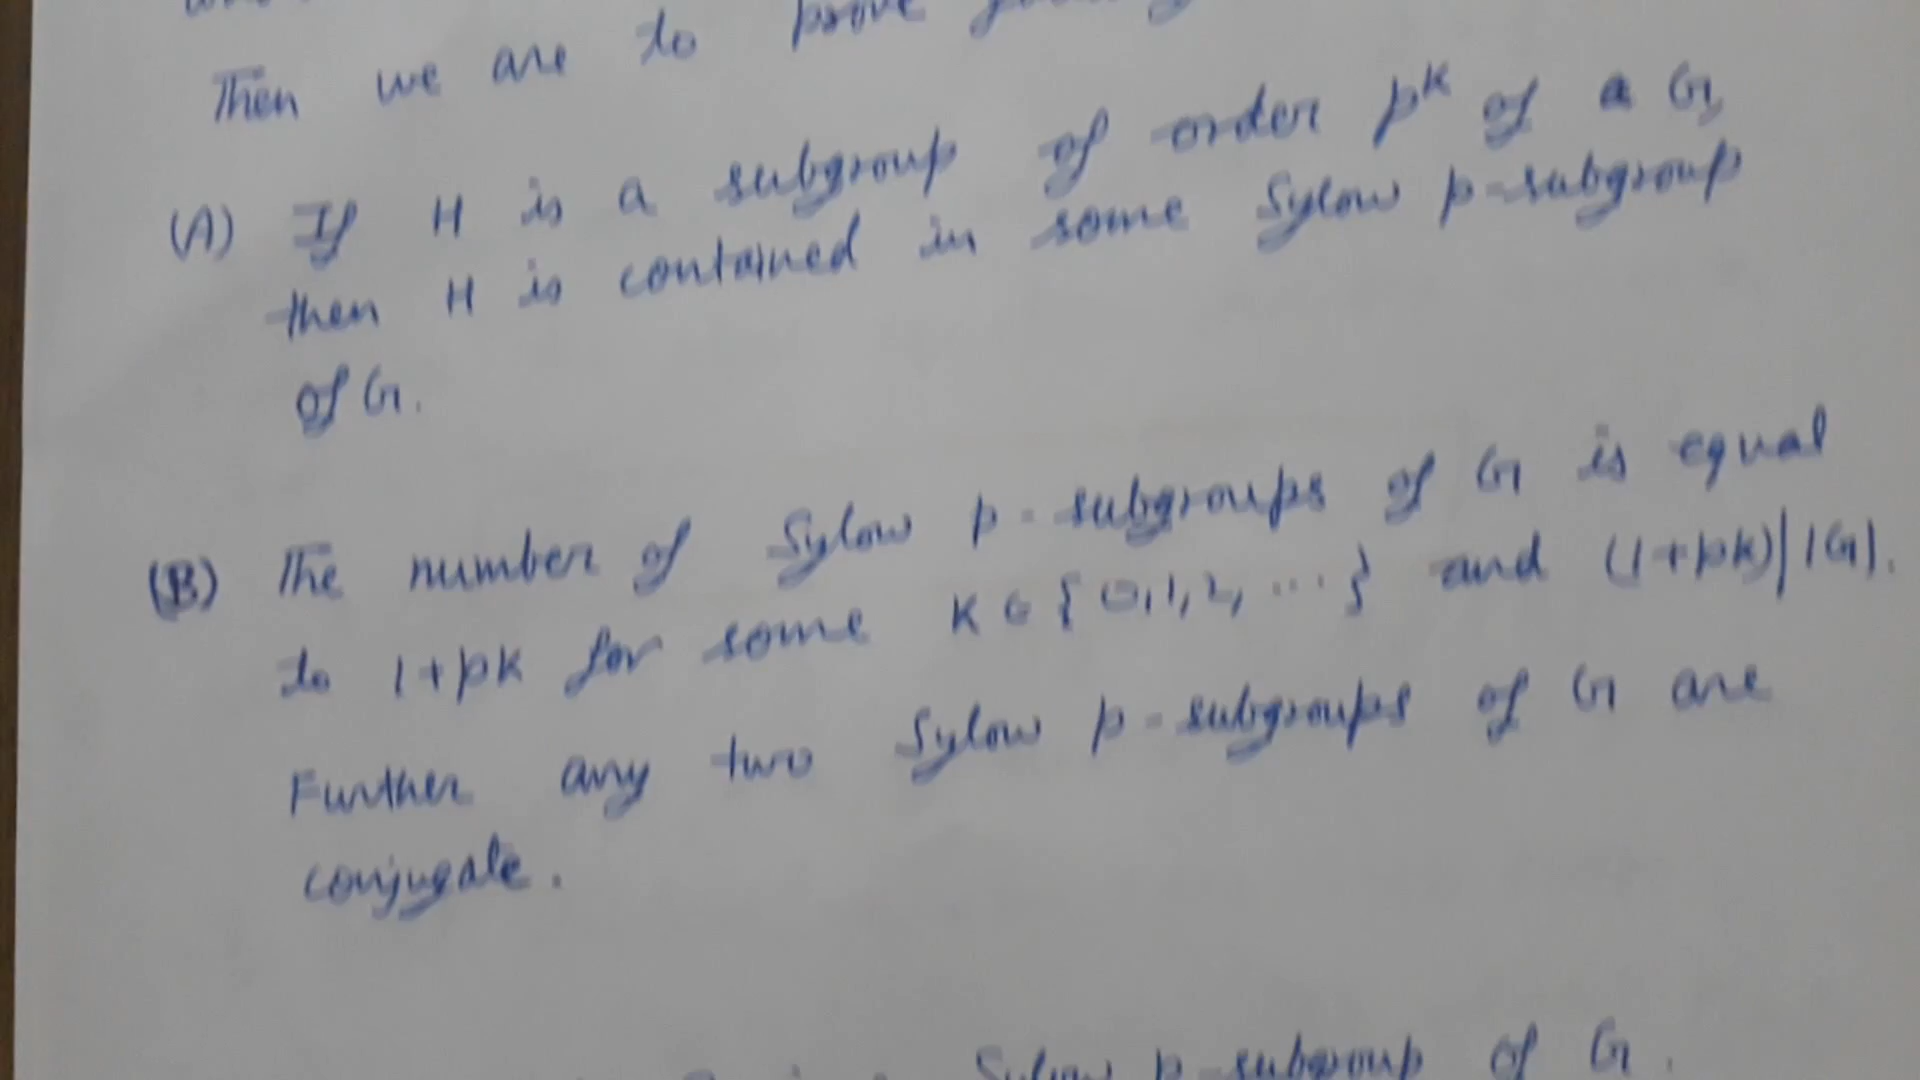 Then we are to prove
(A) If H is a subgroup of order p^k of a G,
then H is contained in some Sylow p-subgroup
of G.
(B) The number of Sylow p-subgroups of G is equal
to 1+pk for some K ∈ {0,1,2, ...} and (1+pk)||G|.
Further any two Sylow p-subgroups of G are
conjugate.
Sylow p-subgroup of G.